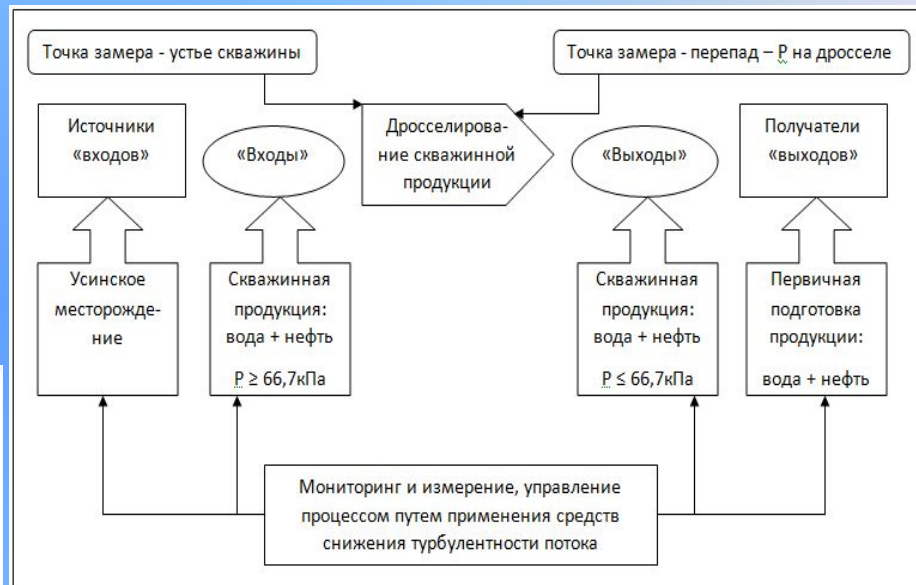 Точка замера - устье скважины
Точка замера - перепад – Р на дросселе
Источники
«входов»
«Входы»
Дросселирова-
ние скважинной
продукции
«Выходы»
Получатели
«выходов»
Усинское
месторожде-
ние
Скважинная
продукция:
вода + нефть
Р ≥ 66,7кПа
Скважинная
продукция:
вода + нефть
Р ≤ 66,7кПа
Первичная
подготовка
продукции:
вода + нефть
Мониторинг и измерение, управление
процессом путем применения средств
снижения турбулентности потока